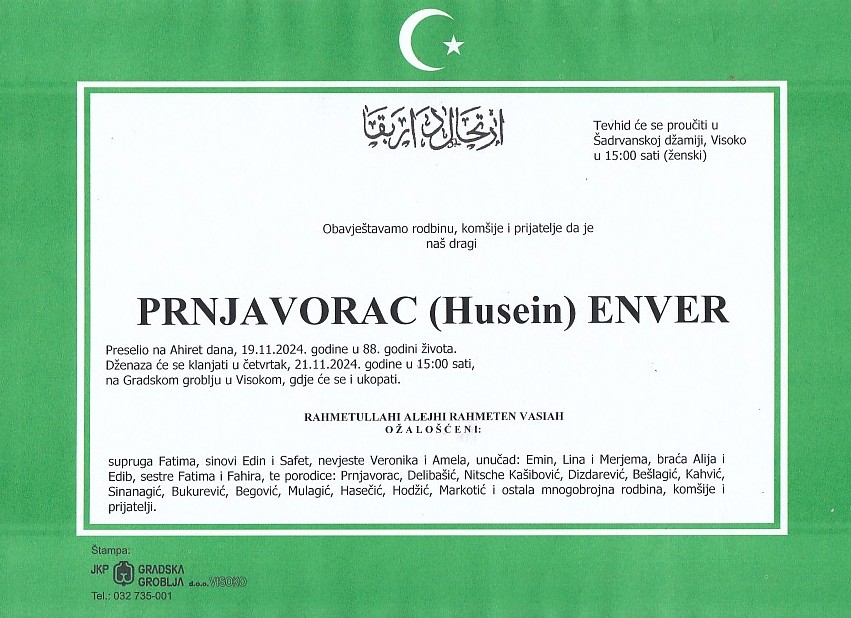 ارتحال دار بقا
Tevhid će se proučiti u
Šadrvanskoj džamiji, Visoko
u 15:00 sati (ženski)
Obavještavamo rodbinu, komšije i prijatelje da je
naš dragi
PRNJAVORAC (Husein) ENVER
Preselio na Ahiret dana, 19.11.2024. godine u 88. godini života.
Dženaza će se klanjati u četvrtak, 21.11.2024. godine u 15:00 sati,
na Gradskom groblju u Visokom, gdje će se i ukopati.
RAHMETULLAHI ALEJHI RAHMETEN VASIAH
O Ž A L O Š Ć E N I:
supruga Fatima, sinovi Edin i Safet, nevjeste Veronika i Amela, unučad: Emin, Lina i Merjema, braća Alija i
Edib, sestre Fatima i Fahira, te porodice: Prnjavorac, Delibašić, Nitsche Kašibović, Dizdarević, Bešlagić, Kahvić,
Sinanagić, Bukurević, Begović, Mulagić, Hasečić, Hodžić, Markotić i ostala mnogobrojna rodbina, komšije i
prijatelji.
Štampa:
JKP GRADSKA
GROBLJA d.o.o. VISOKO
Tel.: 032 735-001